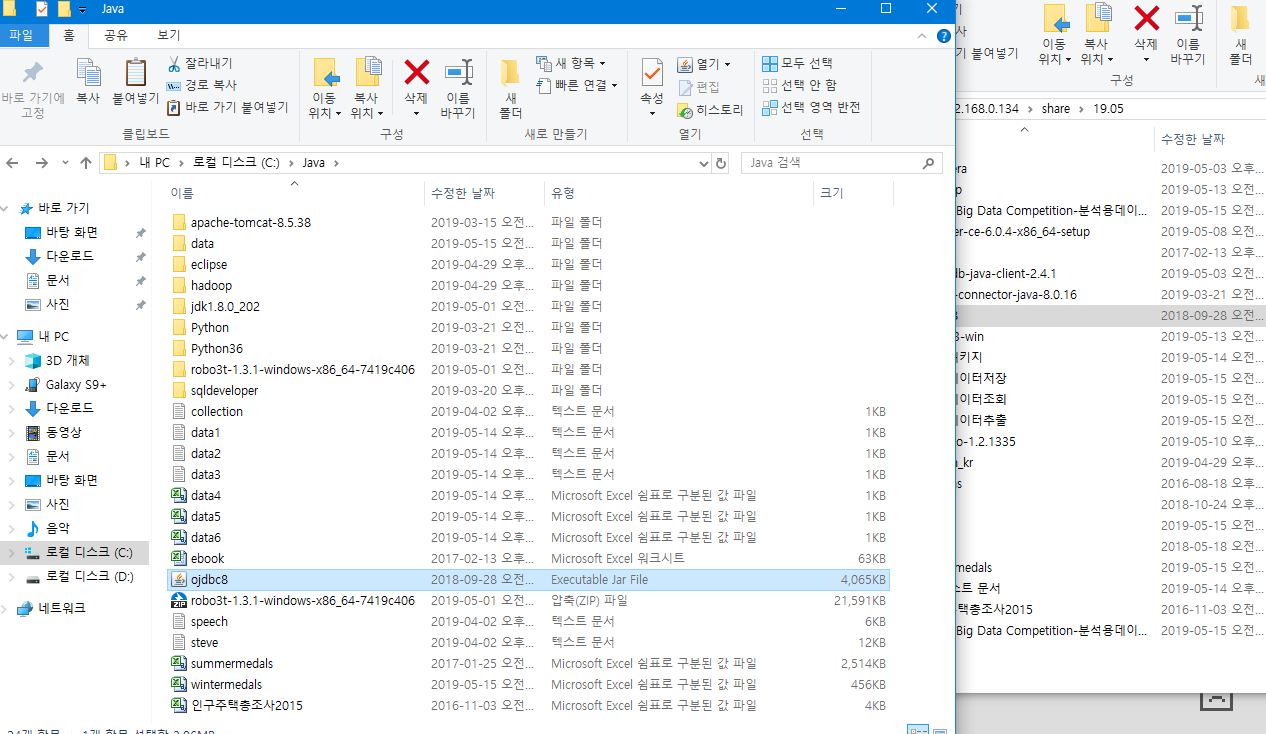 Java
파일 홈 공유 보기
바로 가기에 고정
복사
붙여넣기
잘라내기
경로 복사
바로 가기 붙여넣기
클립보드
이동 위치
복사 위치
삭제
이름 바꾸기
구성
새 폴더
새 항목
빠른 연결
새로 만들기
속성
열기
편집
히스토리
열기
모두 선택
선택 안 함
선택 영역 반전
선택
내 PC > 로컬 디스크 (C:) > Java >
Java 검색
이름 수정한 날짜 유형 크기
바로 가기
바탕 화면
다운로드
문서
사진
내 PC
3D 개체
Galaxy S9+
다운로드
동영상
문서
바탕 화면
사진
음악
로컬 디스크 (C:)
로컬 디스크 (D:)
네트워크
apache-tomcat-8.5.38 2019-03-15 오전... 파일 폴더
data 2019-05-15 오전... 파일 폴더
eclipse 2019-04-29 오전... 파일 폴더
hadoop 2019-04-29 오전... 파일 폴더
jdk1.8.0_202 2019-05-01 오전... 파일 폴더
Python 2019-03-21 오전... 파일 폴더
Python36 2019-03-21 오전... 파일 폴더
robo3t-1.3.1-windows-x86_64-7419c406 2019-05-01 오전... 파일 폴더
sqldeveloper 2019-03-20 오전... 파일 폴더
collection 2019-04-02 오후... 텍스트 문서 1KB
data1 2019-05-14 오후... 텍스트 문서 1KB
data2 2019-05-14 오후... 텍스트 문서 1KB
data3 2019-05-14 오후... 텍스트 문서 1KB
data4 2019-05-14 오후... Microsoft Excel 쉼표로 구분된 값 파일 1KB
data5 2019-05-14 오후... Microsoft Excel 쉼표로 구분된 값 파일 1KB
data6 2019-05-14 오후... Microsoft Excel 쉼표로 구분된 값 파일 1KB
ebook 2017-02-13 오후... Microsoft Excel 워크시트 63KB
ojdbc8 2018-09-28 오전... Executable Jar File 4,065KB
robo3t-1.3.1-windows-x86_64-7419c406 2019-05-01 오전... 압축(ZIP) 파일 21,591KB
speech 2019-04-02 오후... 텍스트 문서 6KB
steve 2019-04-02 오후... 텍스트 문서 12KB
summermedals 2017-01-25 오전... Microsoft Excel 쉼표로 구분된 값 파일 2,514KB
wintermedals 2019-05-15 오전... Microsoft Excel 쉼표로 구분된 값 파일 456KB
인구주택총조사2015 2016-11-03 오전... Microsoft Excel 쉼표로 구분된 값 파일 4KB
붙여넣기
이동 위치
복사 위치
삭제
이름 바꾸기
구성
새 폴더
새
2.168.0.134 > share > 19.05
수정한 날짜
era 2019-05-03 오후...
p 2019-05-13 오전...
Big Data Competition-분석용데이... 2019-05-15 오전...
er-ce-6.0.4-x86_64-setup 2019-05-08 오전...
2017-02-13 오후...
db-java-client-2.4.1 2019-05-03 오전...
-connector-java-8.0.16 2019-03-21 오전...
2018-09-28 오전...
3-win 2019-05-13 오전...
키지 2019-05-14 오전...
이터저장 2019-05-15 오전...
이터조회 2019-05-15 오전...
이터추출 2019-05-15 오전...
o-1.2.1335 2019-05-10 오후...
_kr 2019-04-29 오전...
s 2016-08-18 오전...
2018-10-24 오전...
2019-05-15 오전...
2018-05-18 오전...
medals 2019-05-15 오전...
스 문서 2019-05-14 오전...
택총조사2015 2016-11-03 오전...
Big Data Competition-분석용데이... 2019-05-15 오전...